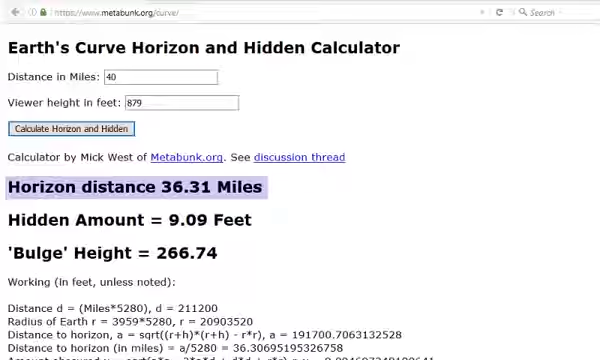 https://www.metabunk.org/curve/
Search
Earth's Curve Horizon and Hidden Calculator
Distance in Miles: 40
Viewer height in feet: 879
Calculate Horizon and Hidden
Calculator by Mick West of Metabunk.org. See discussion thread
Horizon distance 36.31 Miles
Hidden Amount = 9.09 Feet
'Bulge' Height = 266.74
Working (in feet, unless noted):
Distance d = (Miles*5280), d = 211200
Radius of Earth r = 3959*5280, r = 20903520
Distance to horizon, a = sqrt((r+h)*(r+h) - r*r), a = 191700.7063132528
Distance to horizon (in miles) = a/5280 = 36.30695195326758